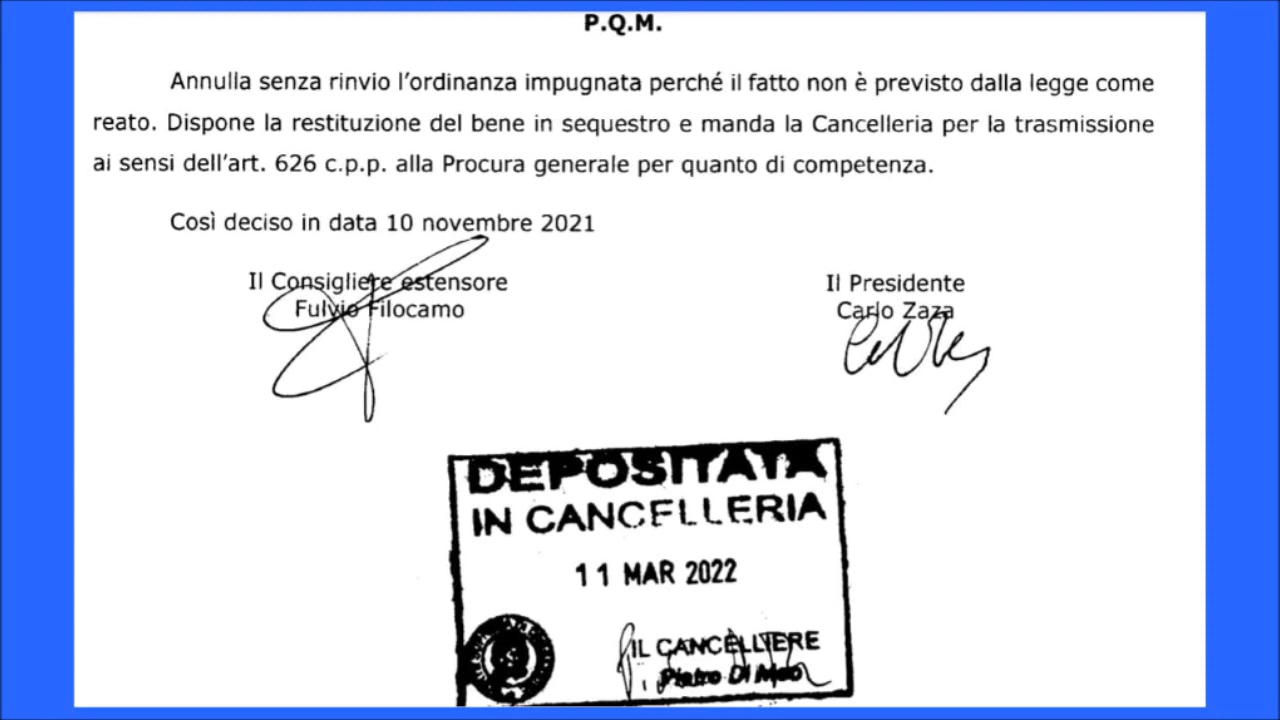 P.Q.M.
Annulla senza rinvio l'ordinanza impugnata perché il fatto non è previsto dalla legge come
reato. Dispone la restituzione del bene in sequestro e manda la Cancelleria per la trasmissione
ai sensi dell'art. 626 c.p.p. alla Procura generale per quanto di competenza.
Così deciso in data 10 novembre 2021
Il Consigliere estensore
Fulvio Filocamo
Il Presidente
Carlo Zaza
DEPOSITATA
IN CANCELLERIA
11 MAR 2022
IL CANCELLIERE
Pietro Di Meo